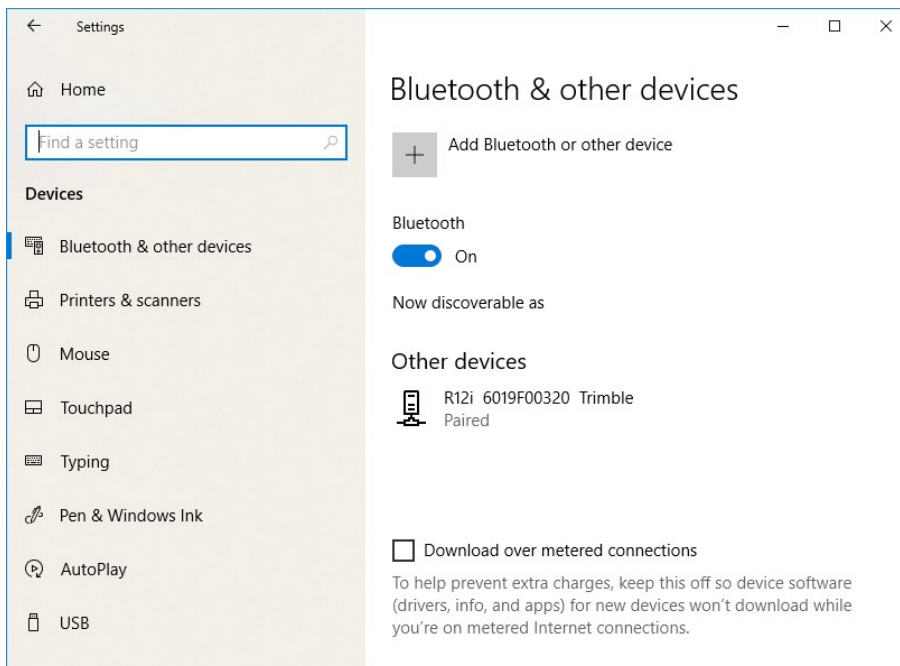 Settings
Home
Find a setting
Devices
Bluetooth & other devices
Printers & scanners
Mouse
Touchpad
Typing
Pen & Windows Ink
AutoPlay
USB
Bluetooth & other devices
Add Bluetooth or other device
Bluetooth
On
Now discoverable as
Other devices
R12i 6019F00320 Trimble
Paired
Download over metered connections
To help prevent extra charges, keep this off so device software
(drivers, info, and apps) for new devices won't download while
you're on metered Internet connections.